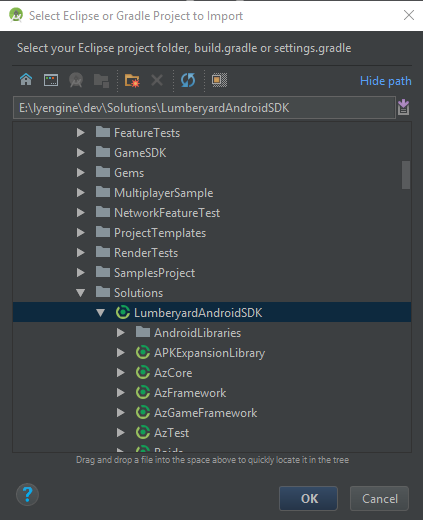 Select Eclipse or Gradle Project to Import
Select your Eclipse project folder, build.gradle or settings.gradle
Hide path
E:\lyengine\dev\Solutions\LumberyardAndroidSDK
FeatureTests
GameSDK
Gems
MultiplayerSample
NetworkFeatureTest
ProjectTemplates
RenderTests
SamplesProject
Solutions
LumberyardAndroidSDK
AndroidLibraries
APKExpansionLibrary
AzCore
AzFramework
AzGameFramework
AzTest
Drag and drop a file into the space above to quickly locate it in the tree
?
OK
Cancel